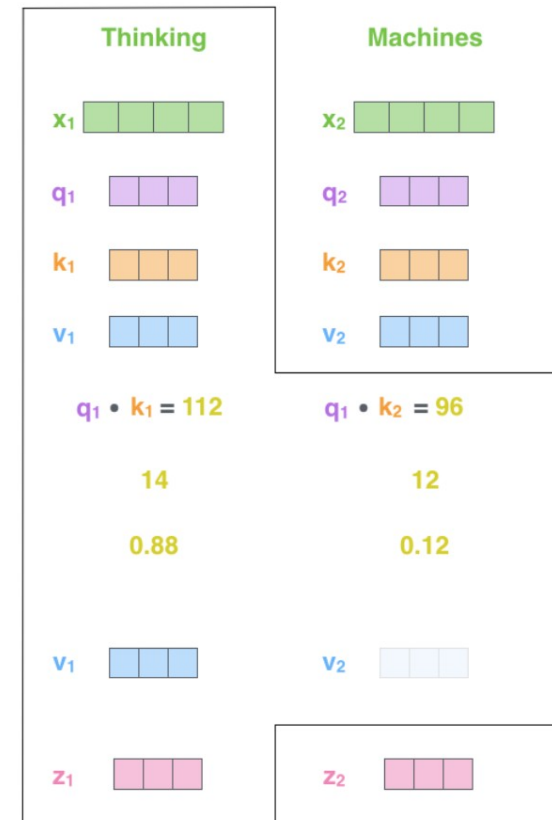 Thinking Machines
x₁ x₂
q₁ q₂
k₁ k₂
v₁ v₂
q₁ • k₁ = 112 q₁ • k₂ = 96
14 12
0.88 0.12
v₁ v₂
z₁ z₂